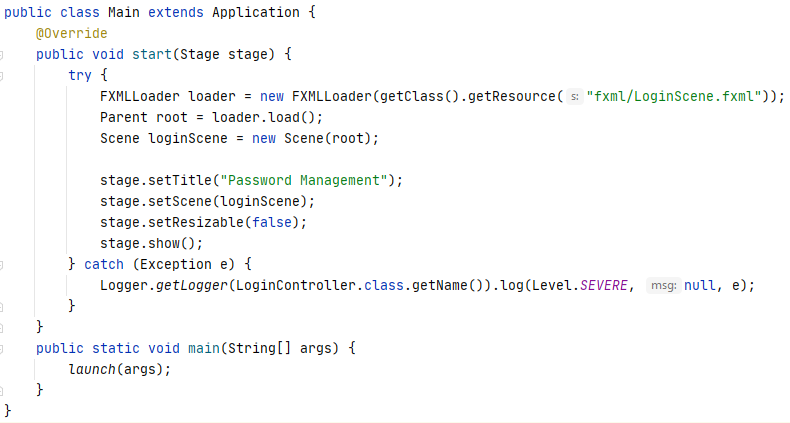 public class Main extends Application {
    @Override
    public void start(Stage stage) {
        try {
            FXMLLoader loader = new FXMLLoader(getClass().getResource( s: "fxml/LoginScene.fxml"));
            Parent root = loader.load();
            Scene loginScene = new Scene(root);

            stage.setTitle("Password Management");
            stage.setScene(loginScene);
            stage.setResizable(false);
            stage.show();
        } catch (Exception e) {
            Logger.getLogger(LoginController.class.getName()).log(Level.SEVERE, msg: null, e);
        }
    }
    public static void main(String[] args) {
        launch(args);
    }
}